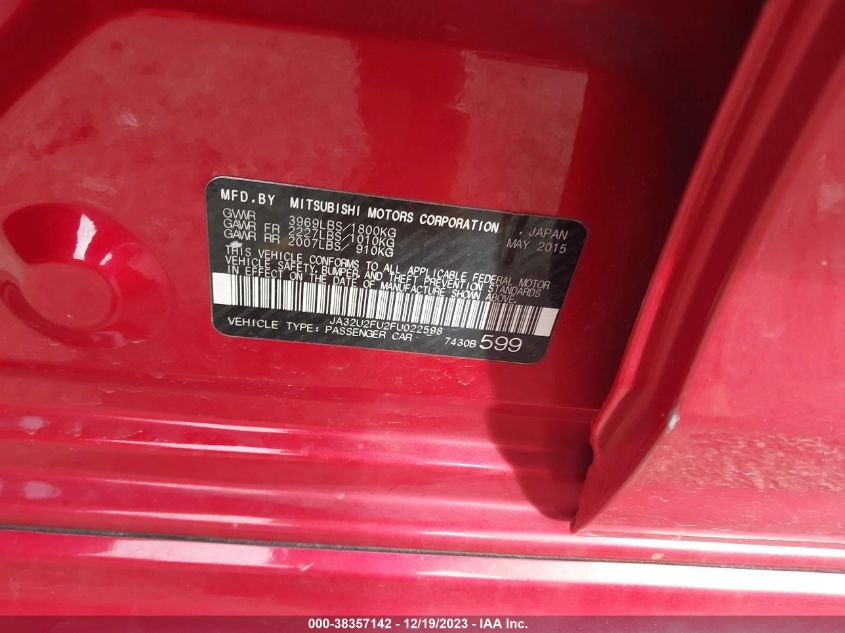 MFD.BY MITSUBISHI MOTORS CORPORATION , JAPAN
GVWR 3969LBS/1800KG MAY 2015
GAWR FR 2227LBS/1010KG
GAWR RR 2007LBS/910KG
THIS VEHICLE CONFORMS TO ALL APPLICABLE FEDERAL MOTOR
VEHICLE SAFETY, BUMPER, AND THEFT PREVENTION STANDARDS
IN EFFECT ON THE DATE OF MANUFACTURE SHOWN ABOVE.
JA32U2FU2FU022598
VEHICLE TYPE: PASSENGER CAR 7430B 599
000-38357142 - 12/19/2023 - IAA Inc.